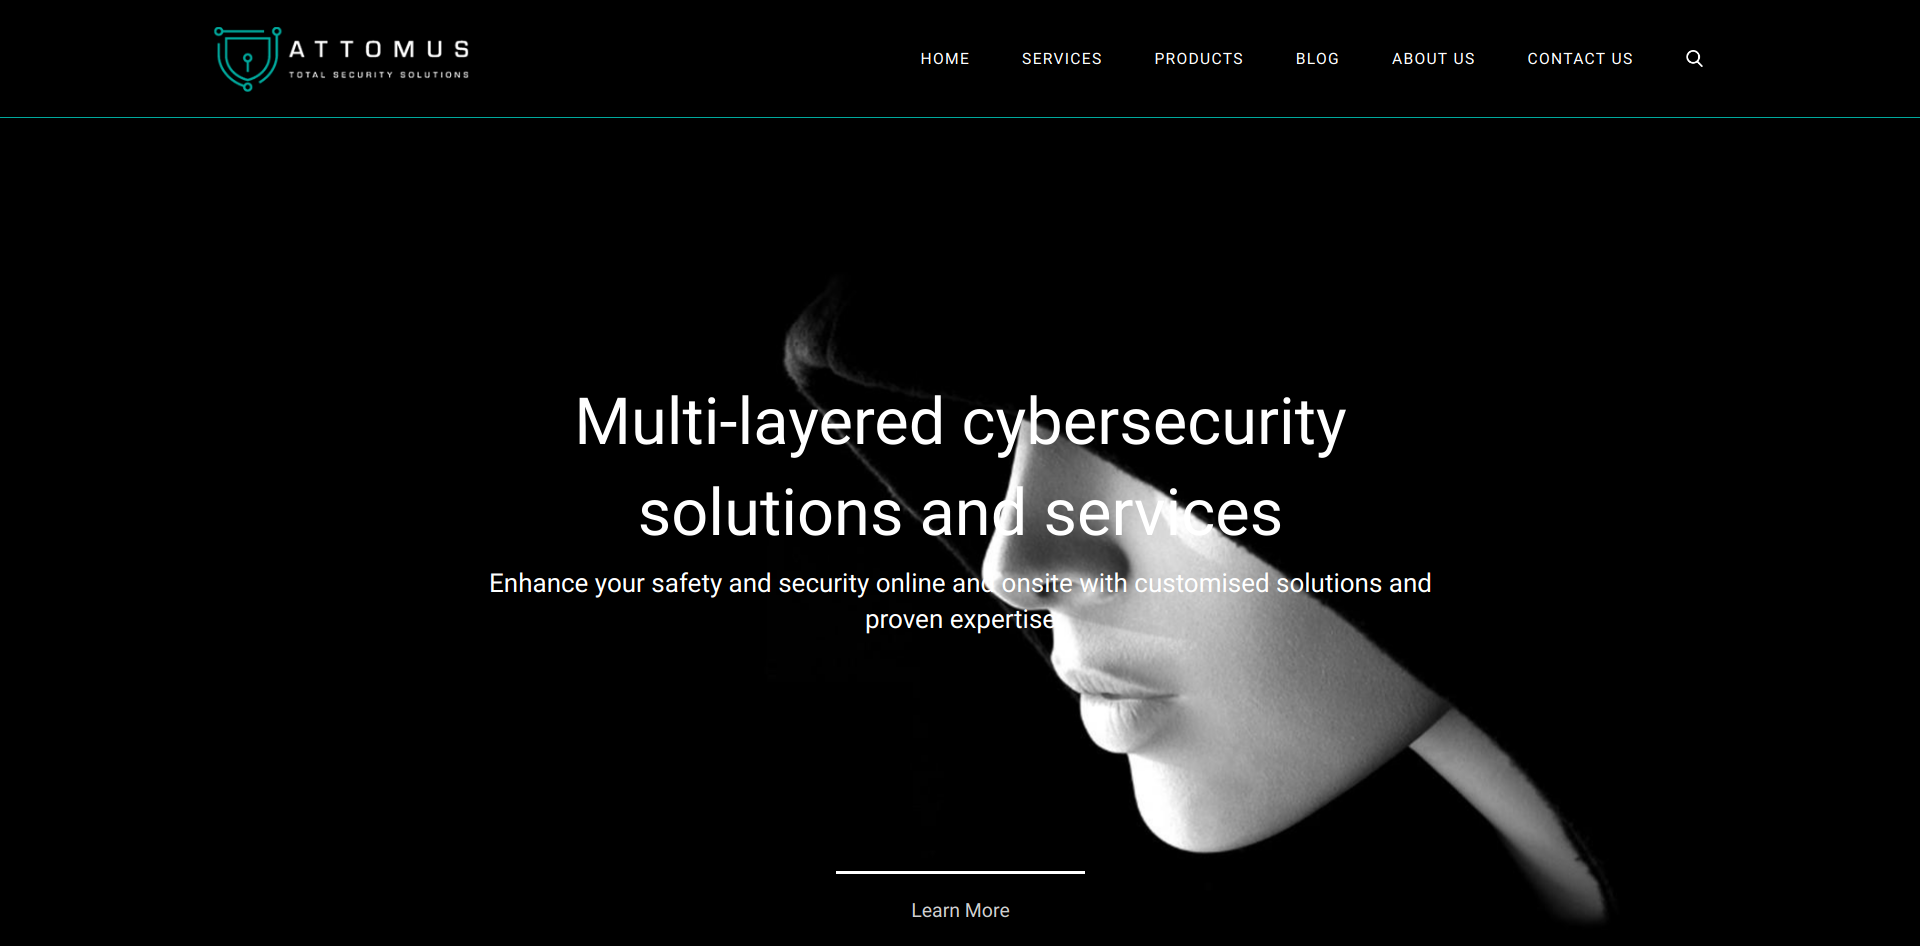 ATTOMUS
TOTAL SECURITY SOLUTIONS
HOME SERVICES PRODUCTS BLOG ABOUT US CONTACT US
Multi-layered cybersecurity
solutions and services
Enhance your safety and security online and onsite with customised solutions and
proven expertise
Learn More